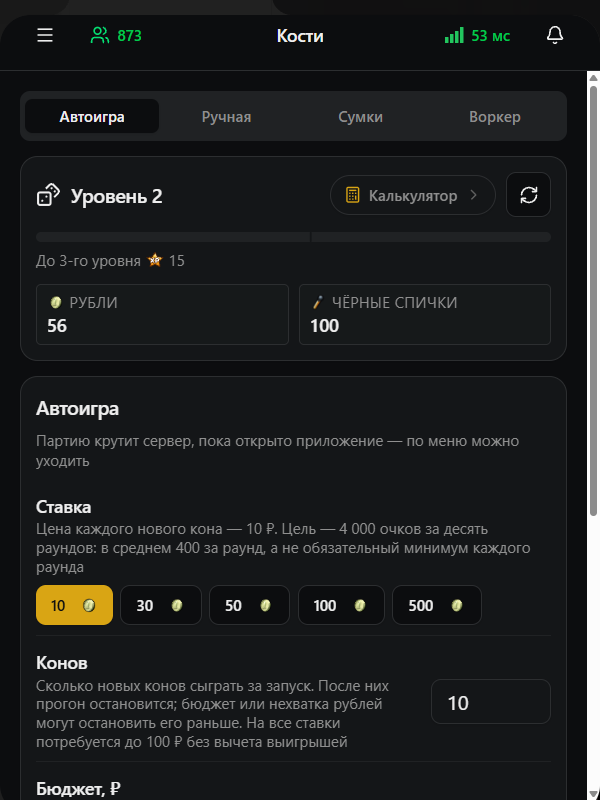 873 Кости 53 мс
Автоигра Ручная Сумки Воркер
Уровень 2 Калькулятор
До 3-го уровня 15
РУБЛИ ЧЁРНЫЕ СПИЧКИ
56 100
Автоигра
Партию крутит сервер, пока открыто приложение — по меню можно
уходить
Ставка
Цена каждого нового кона — 10 ₽. Цель — 4 000 очков за десять
раундов: в среднем 400 за раунд, а не обязательный минимум каждого
раунда
10 30 50 100 500
Конов
Сколько новых конов сыграть за запуск. После них
прогон остановится; бюджет или нехватка рублей
могут остановить его раньше. На все ставки
потребуется до 100 ₽ без вычета выигрышей
10
Бюджет, ₽